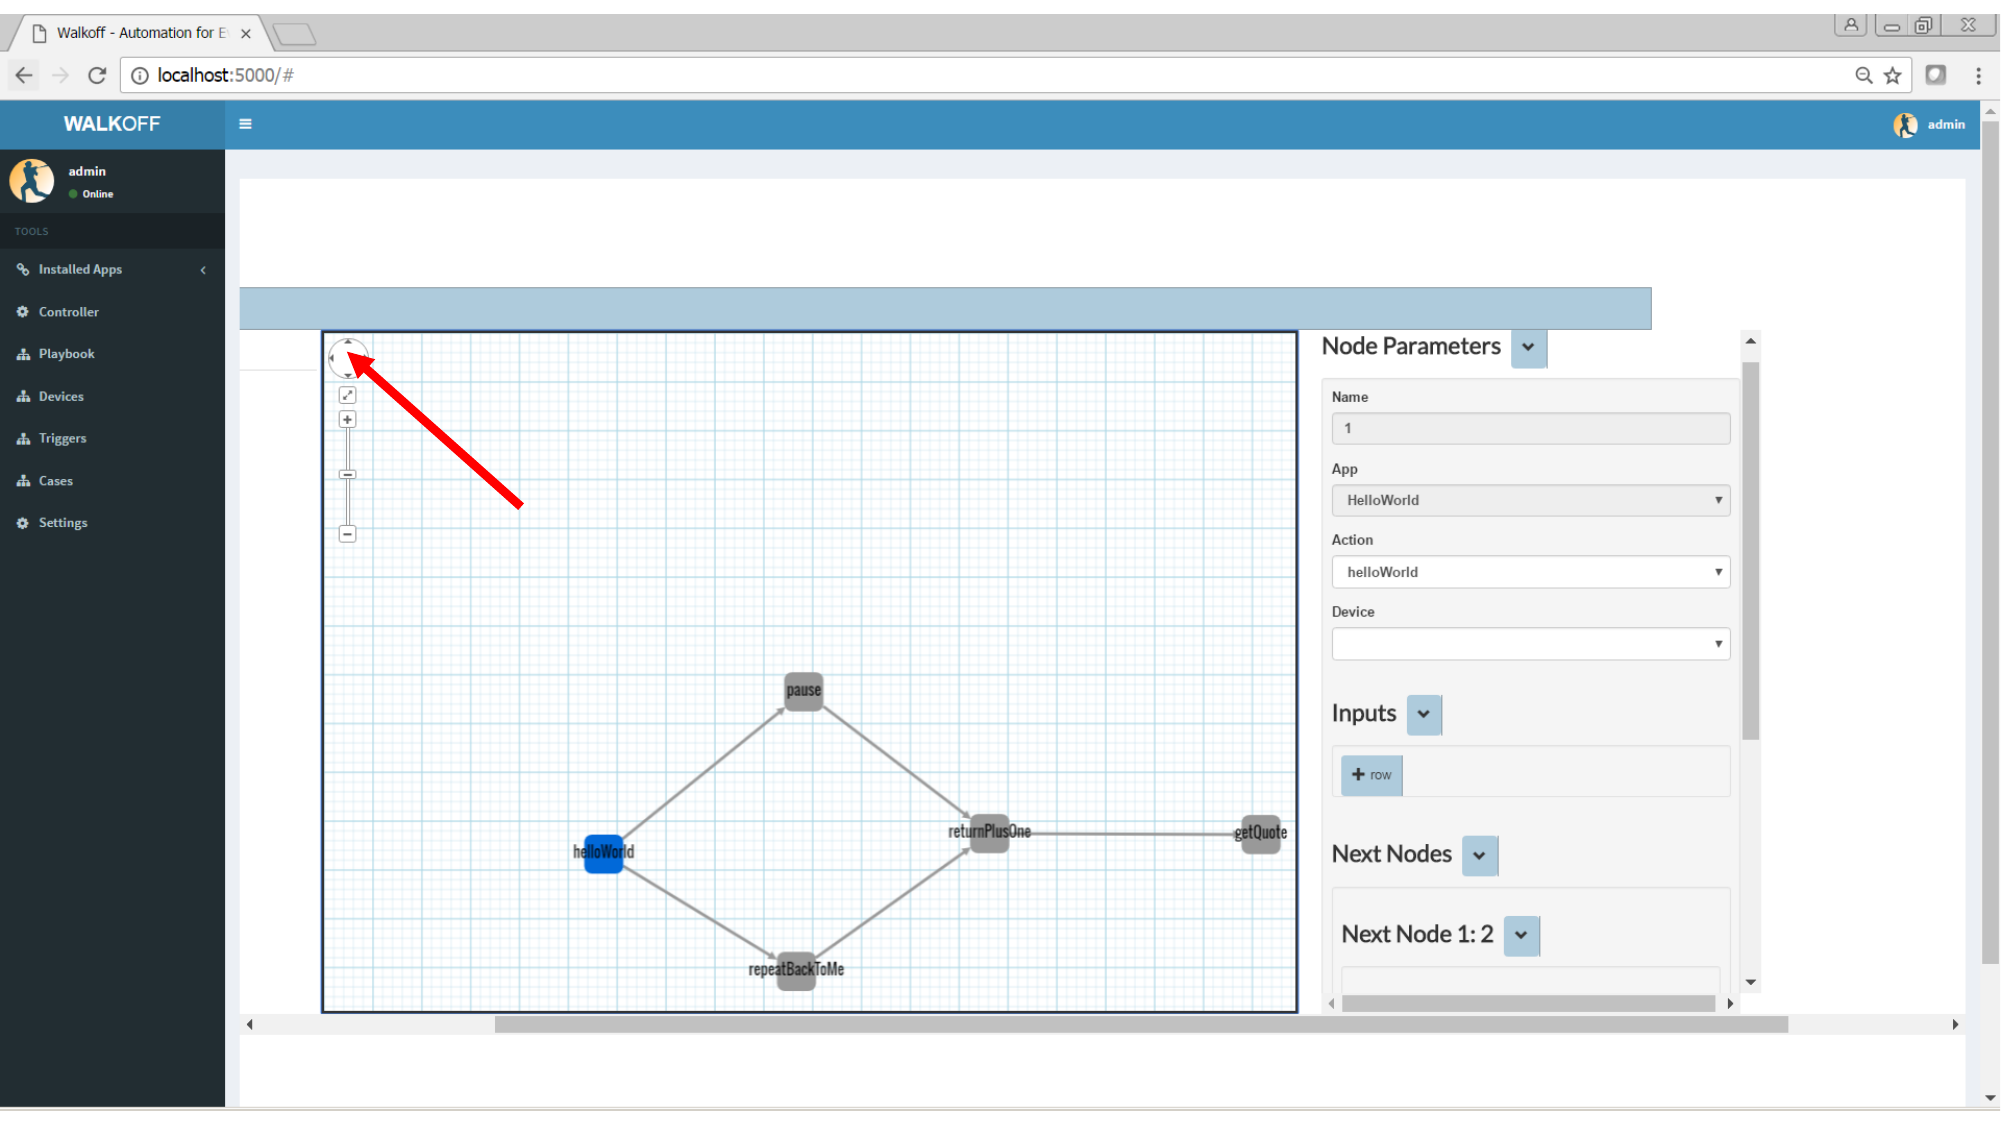 Walkoff - Automation for E
localhost:5000/#
WALKOFF
admin
admin
Online
TOOLS
Installed Apps
Controller
Playbook
Devices
Triggers
Cases
Settings
Node Parameters
Name
1
App
HelloWorld
Action
helloWorld
Device
Inputs
+ row
Next Nodes
Next Node 1: 2
pause
helloWorld
returnPlusOne
getQuote
repeatBackToMe